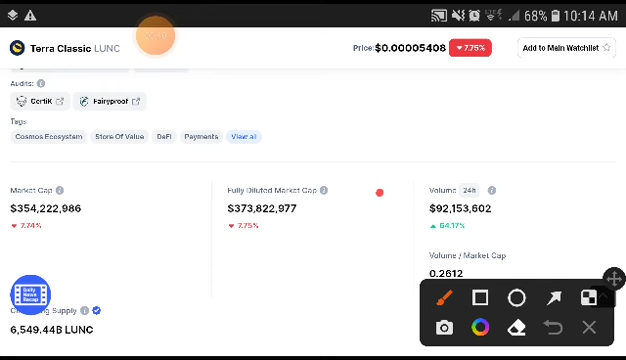 68% 10:14 AM
Terra Classic LUNC
Price: $0.00005408 ▼ 7.75%
Add to Main Watchlist
Audits:
CertiK
Fairyproof
Tags
Cosmos Ecosystem
Store Of Value
DeFi
Payments
View all
Market Cap
$354,222,986
▼ 7.74%
Fully Diluted Market Cap
$373,822,977
▼ 7.75%
Volume 24h
$92,153,602
▲ 64.17%
Volume / Market Cap
0.2612
Daily
News
Recap
Supply
6,549.44B LUNC